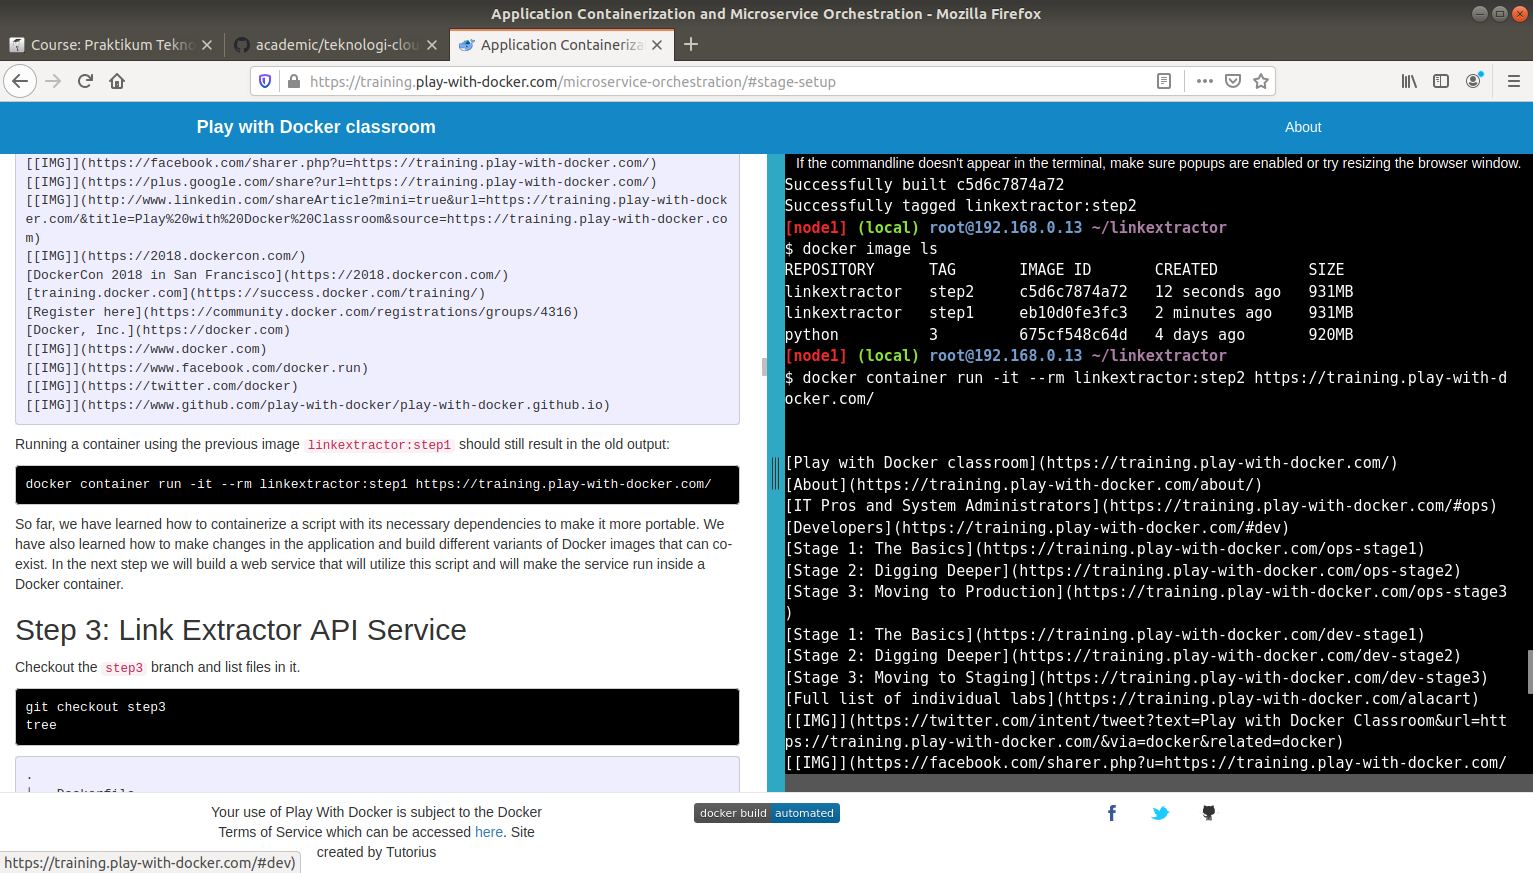 Application Containerization and Microservice Orchestration - Mozilla Firefox
Course: Praktikum Tekno
academic/teknologi-clou
Application Containeriza
https://training.play-with-docker.com/microservice-orchestration/#stage-setup
Play with Docker classroom
About
[[IMG]](https://facebook.com/sharer.php?u=https://training.play-with-docker.com/)
[[IMG]](https://plus.google.com/share?url=https://training.play-with-docker.com/)
[[IMG]](http://www.linkedin.com/shareArticle?mini=true&url=https://training.play-with-dock
er.com/&title=Play%20with%20Docker%20Classroom&source=https://training.play-with-docker.co
m)
[[IMG]](https://2018.dockercon.com/)
[DockerCon 2018 in San Francisco](https://2018.dockercon.com/)
[training.docker.com](https://success.docker.com/training/)
[Register here](https://community.docker.com/registrations/groups/4316)
[Docker, Inc.](https://docker.com)
[[IMG]](https://www.docker.com)
[[IMG]](https://www.facebook.com/docker.run)
[[IMG]](https://twitter.com/docker)
[[IMG]](https://www.github.com/play-with-docker/play-with-docker.github.io)
Running a container using the previous image linkextractor:step1 should still result in the old output:
docker container run -it --rm linkextractor:step1 https://training.play-with-docker.com/
So far, we have learned how to containerize a script with its necessary dependencies to make it more portable. We
have also learned how to make changes in the application and build different variants of Docker images that can co-
exist. In the next step we will build a web service that will utilize this script and will make the service run inside a
Docker container.
Step 3: Link Extractor API Service
Checkout the step3 branch and list files in it.
git checkout step3
tree
.
If the commandline doesn't appear in the terminal, make sure popups are enabled or try resizing the browser window.
Successfully built c5d6c7874a72
Successfully tagged linkextractor:step2
[node1] (local) root@192.168.0.13 ~/linkextractor
$ docker image ls
REPOSITORY TAG IMAGE ID CREATED SIZE
linkextractor step2 c5d6c7874a72 12 seconds ago 931MB
linkextractor step1 eb10d0fe3fc3 2 minutes ago 931MB
python 3 675cf548c64d 4 days ago 920MB
[node1] (local) root@192.168.0.13 ~/linkextractor
$ docker container run -it --rm linkextractor:step2 https://training.play-with-d
ocker.com/
[Play with Docker classroom](https://training.play-with-docker.com/)
[About](https://training.play-with-docker.com/about/)
[IT Pros and System Administrators](https://training.play-with-docker.com/#ops)
[Developers](https://training.play-with-docker.com/#dev)
[Stage 1: The Basics](https://training.play-with-docker.com/ops-stage1)
[Stage 2: Digging Deeper](https://training.play-with-docker.com/ops-stage2)
[Stage 3: Moving to Production](https://training.play-with-docker.com/ops-stage3
)
[Stage 1: The Basics](https://training.play-with-docker.com/dev-stage1)
[Stage 2: Digging Deeper](https://training.play-with-docker.com/dev-stage2)
[Stage 3: Moving to Staging](https://training.play-with-docker.com/dev-stage3)
[Full list of individual labs](https://training.play-with-docker.com/alacart)
[[IMG]](https://twitter.com/intent/tweet?text=Play with Docker Classroom&url=htt
ps://training.play-with-docker.com/&via=docker&related=docker)
[[IMG]](https://facebook.com/sharer.php?u=https://training.play-with-docker.com/
Your use of Play With Docker is subject to the Docker
Terms of Service which can be accessed here. Site
created by Tutorius
docker build automated
https://training.play-with-docker.com/#dev)